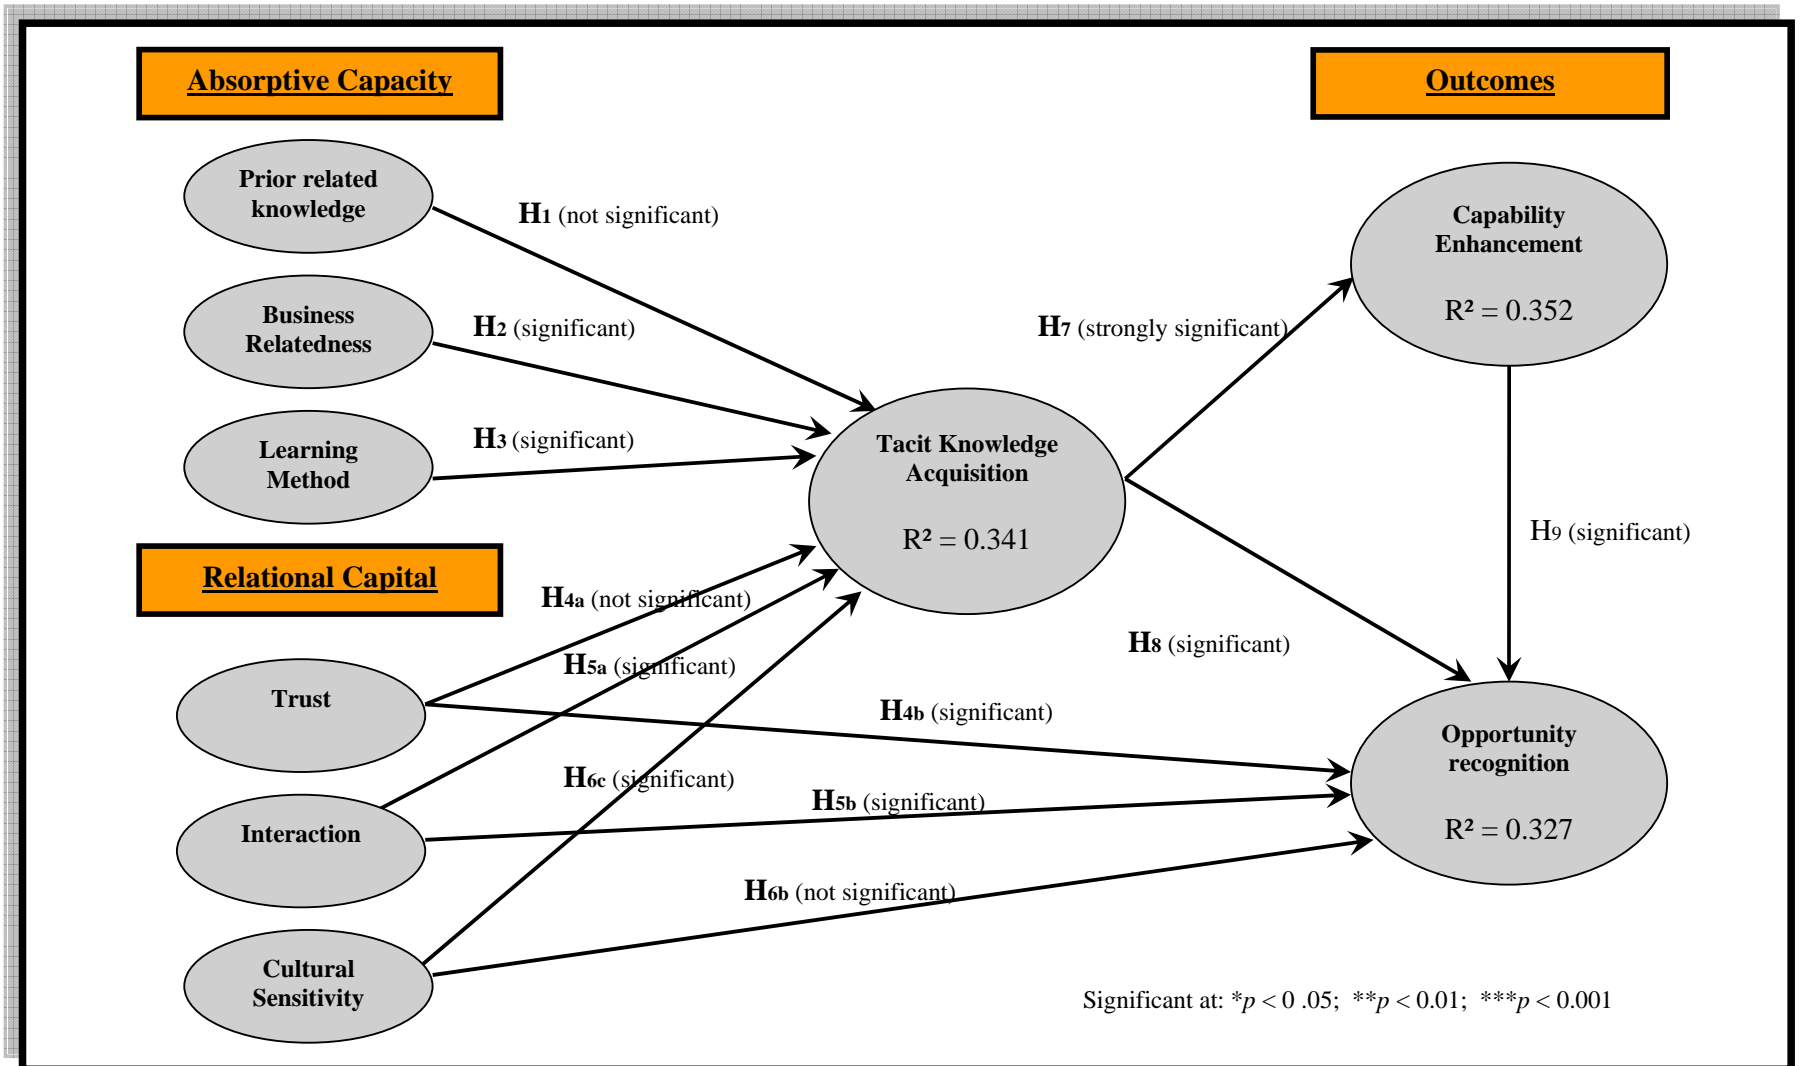 Absorptive Capacity
Outcomes
Prior related
knowledge
H1 (not significant)
Capability
Enhancement
R² = 0.352
Business
Relatedness
H2 (significant)
H7 (strongly significant)
Learning
Method
H3 (significant)
Tacit Knowledge
Acquisition
R² = 0.341
H9 (significant)
Relational Capital
H4a (not significant)
H8 (significant)
H5a (significant)
Trust
H4b (significant)
Opportunity
recognition
R² = 0.327
H6c (significant)
H5b (significant)
Interaction
H6b (not significant)
Cultural
Sensitivity
Significant at: *p < 0 .05;  **p < 0.01;  ***p < 0.001